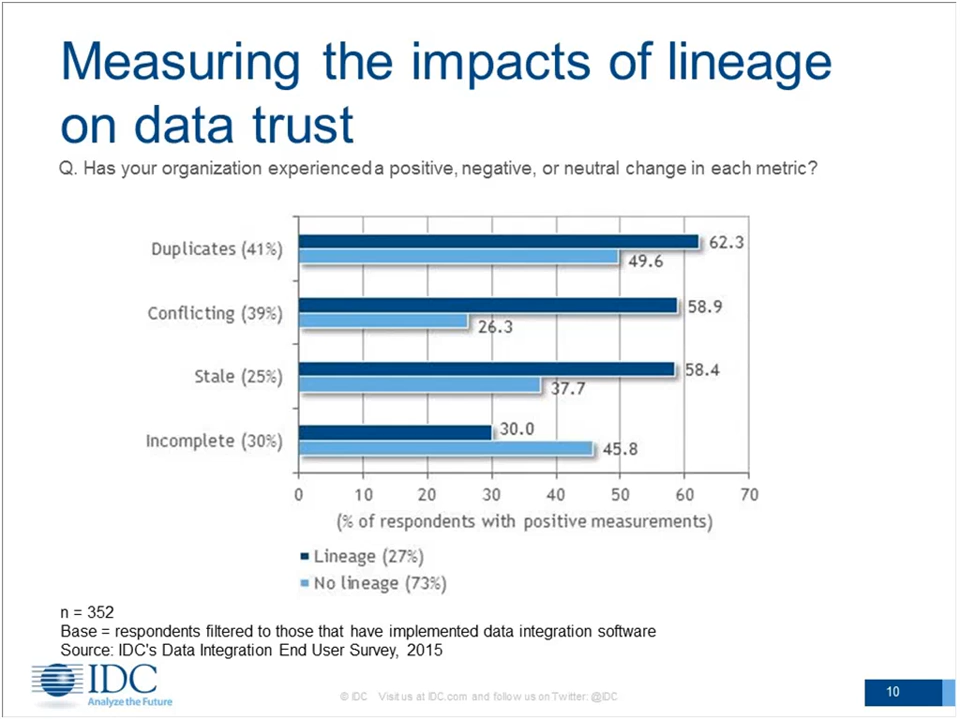 Measuring the impacts of lineage
on data trust
Q. Has your organization experienced a positive, negative, or neutral change in each metric?
Duplicates (41%)
62.3
49.6
Conflicting (39%)
58.9
26.3
Stale (25%)
58.4
37.7
Incomplete (30%)
30.0
45.8
0 10 20 30 40 50 60 70
(% of respondents with positive measurements)
Lineage (27%)
No lineage (73%)
n = 352
Base = respondents filtered to those that have implemented data integration software
Source: IDC's Data Integration End User Survey, 2015
IDC
Analyze the Future
© IDC Visit us at IDC.com and follow us on Twitter: @IDC
10